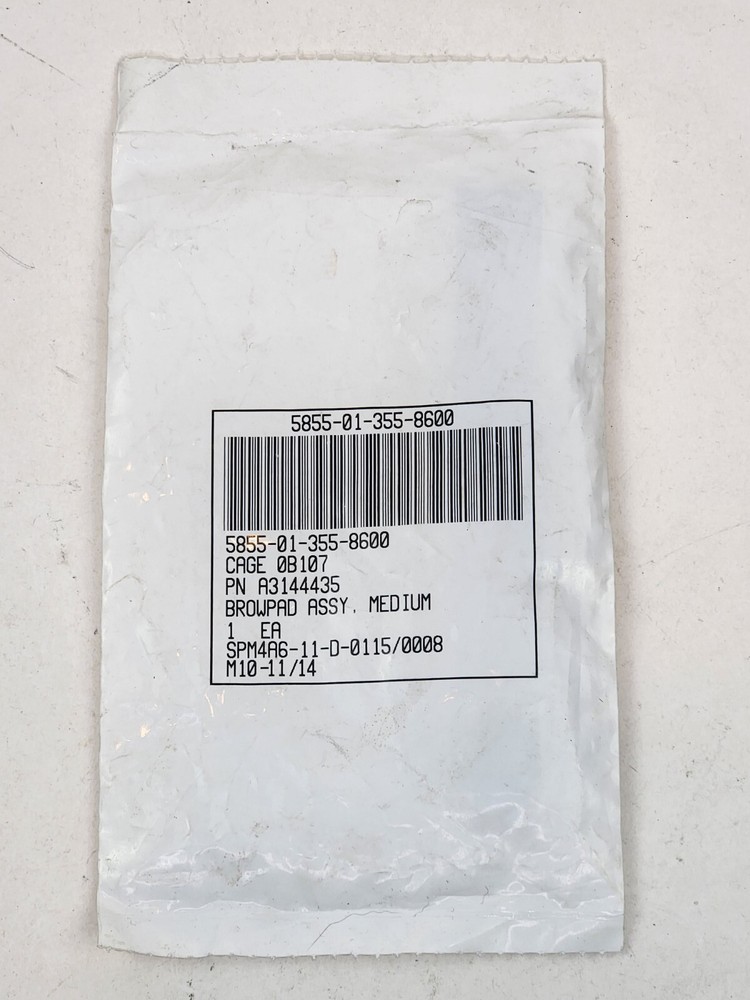 5855-01-355-8600
5855-01-355-8600
CAGE 0B107
PN A3144435
BROWPAD ASSY. MEDIUM
1 EA
SPM4A6-11-D-0115/0008
M10-11/14